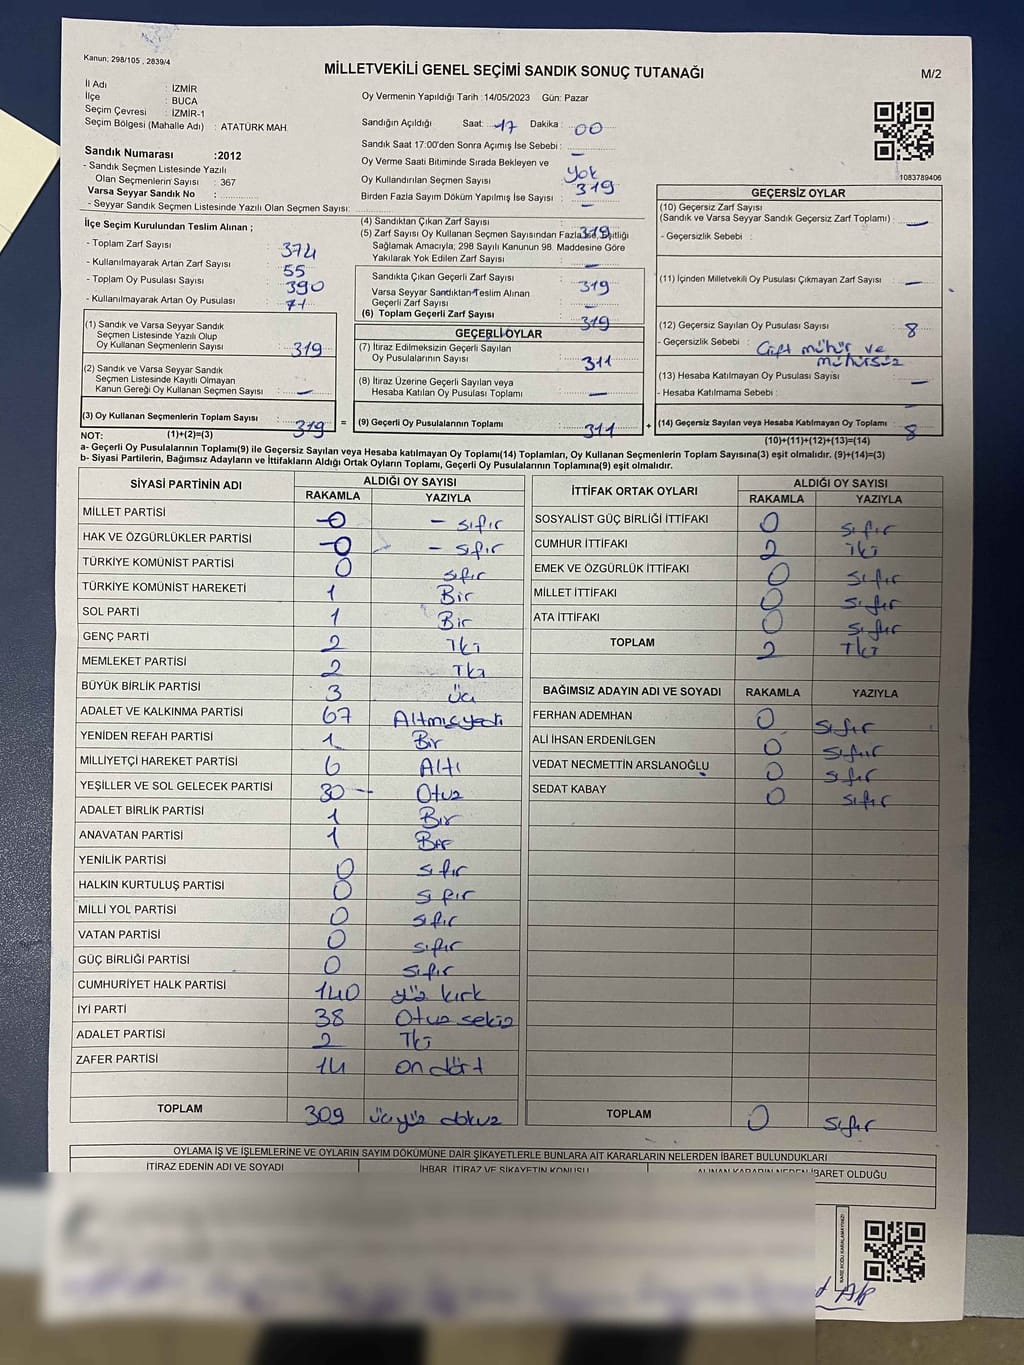 Kanun; 298/105 , 2839/4
MİLLETVEKİLİ GENEL SEÇİMİ SANDIK SONUÇ TUTANAĞI
M/2
İl Adı : İZMİR
İlçe : BUCA
Seçim Çevresi : İZMİR-1
Seçim Bölgesi (Mahalle Adı) : ATATÜRK MAH.
Sandık Numarası :2012
- Sandık Seçmen Listesinde Yazılı
Olan Seçmenlerin Sayısı : 367
Varsa Seyyar Sandık No :
- Seyyar Sandık Seçmen Listesinde Yazılı Olan Seçmen Sayısı:
Oy Vermenin Yapıldığı Tarih :14/05/2023 Gün: Pazar
Sandığın Açıldığı Saat : 17 Dakika : 00
Sandık Saat 17:00'den Sonra Açımış İse Sebebi : –
Oy Verme Saati Bitiminde Sırada Bekleyen ve
Oy Kullandırılan Seçmen Sayısı : Yok
319
Birden Fazla Sayım Döküm Yapılmış İse Sayısı : –
İlçe Seçim Kurulundan Teslim Alınan ;
- Toplam Zarf Sayısı : 374
- Kullanılmayarak Artan Zarf Sayısı : 55
- Toplam Oy Pusulası Sayısı : 390
- Kullanılmayarak Artan Oy Pusulası : 71
(4) Sandıktan Çıkan Zarf Sayısı : 319
(5) Zarf Sayısı Oy Kullanan Seçmen Sayısından Fazla İse, Eşitliği
Sağlamak Amacıyla; 298 Sayılı Kanunun 98. Maddesine Göre
Yakılarak Yok Edilen Zarf Sayısı : –
Sandıkta Çıkan Geçerli Zarf Sayısı : 319
Varsa Seyyar Sandıktan Teslim Alınan
Geçerli Zarf Sayısı : –
(6) Toplam Geçerli Zarf Sayısı : 319
1083789406
GEÇERSİZ OYLAR
(10) Geçersiz Zarf Sayısı
(Sandık ve Varsa Seyyar Sandık Geçersiz Zarf Toplamı) : –
- Geçersizlik Sebebi :
(11) İçinden Milletvekili Oy Pusulası Çıkmayan Zarf Sayısı : –
(12) Geçersiz Sayılan Oy Pusulası Sayısı : 8
- Geçersizlik Sebebi : Çift mühür ve
mühürsüz
(13) Hesaba Katılmayan Oy Pusulası Sayısı : –
- Hesaba Katılmama Sebebi :
(14) Geçersiz Sayılan veya Hesaba Katılmayan Oy Toplamı : 8
(10)+(11)+(12)+(13)=(14)
(1) Sandık ve Varsa Seyyar Sandık
Seçmen Listesinde Yazılı Olup
Oy Kullanan Seçmenlerin Sayısı : 319
(2) Sandık ve Varsa Seyyar Sandık
Seçmen Listesinde Kayıtlı Olmayan
Kanun Gereği Oy Kullanan Seçmen Sayısı : –
(3) Oy Kullanan Seçmenlerin Toplam Sayısı : 319 =
GEÇERLİ OYLAR
(7) İtiraz Edilmeksizin Geçerli Sayılan
Oy Pusulalarının Sayısı : 311
(8) İtiraz Üzerine Geçerli Sayılan veya
Hesaba Katılan Oy Pusulası Toplamı : –
(9) Geçerli Oy Pusulalarının Toplamı : 311 +
NOT: (1)+(2)=(3)
a- Geçerli Oy Pusulalarının Toplamı(9) ile Geçersiz Sayılan veya Hesaba katılmayan Oy Toplamı(14) Toplamları, Oy Kullanan Seçmenlerin Toplam Sayısına(3) eşit olmalıdır. (9)+(14)=(3)
b- Siyasi Partilerin, Bağımsız Adayların ve İttifakların Aldığı Ortak Oyların Toplamı, Geçerli Oy Pusulalarının Toplamına(9) eşit olmalıdır.
SİYASİ PARTİNİN ADI ALDIĞI OY SAYISI
RAKAMLA YAZIYLA
MİLLET PARTİSİ 0 – sıfır
HAK VE ÖZGÜRLÜKLER PARTİSİ 0 – sıfır
TÜRKİYE KOMÜNİST PARTİSİ 0 sıfır
TÜRKİYE KOMÜNİST HAREKETİ 1 Bir
SOL PARTİ 1 Bir
GENÇ PARTİ 2 İki
MEMLEKET PARTİSİ 2 İki
BÜYÜK BİRLİK PARTİSİ 3 üç
ADALET VE KALKINMA PARTİSİ 67 Altmışyedi
YENİDEN REFAH PARTİSİ 1 Bir
MİLLİYETÇİ HAREKET PARTİSİ 6 Altı
YEŞİLLER VE SOL GELECEK PARTİSİ 30 Otuz
ADALET BİRLİK PARTİSİ 1 Bir
ANAVATAN PARTİSİ 1 Bir
YENİLİK PARTİSİ 0 sıfır
HALKIN KURTULUŞ PARTİSİ 0 sıfır
MİLLİ YOL PARTİSİ 0 sıfır
VATAN PARTİSİ 0 sıfır
GÜÇ BİRLİĞİ PARTİSİ 0 sıfır
CUMHURİYET HALK PARTİSİ 140 yüz kırk
İYİ PARTİ 38 Otuz sekiz
ADALET PARTİSİ 2 İki
ZAFER PARTİSİ 14 on dört
TOPLAM 309 üçyüz dokuz
İTTİFAK ORTAK OYLARI ALDIĞI OY SAYISI
RAKAMLA YAZIYLA
SOSYALİST GÜÇ BİRLİĞİ İTTİFAKI 0 sıfır
CUMHUR İTTİFAKI 2 iki
EMEK VE ÖZGÜRLÜK İTTİFAKI 0 sıfır
MİLLET İTTİFAKI 0 sıfır
ATA İTTİFAKI 0 sıfır
TOPLAM 2 İki
BAĞIMSIZ ADAYIN ADI VE SOYADI RAKAMLA YAZIYLA
FERHAN ADEMHAN 0 sıfır
ALİ İHSAN ERDENİLGEN 0 sıfır
VEDAT NECMETTİN ARSLANOĞLU 0 sıfır
SEDAT KABAY 0 sıfır
TOPLAM 0 sıfır
OYLAMA İŞ VE İŞLEMLERİNE VE OYLARIN SAYIM DÖKÜMÜNE DAİR ŞİKAYETLERLE BUNLARA AİT KARARLARIN NELERDEN İBARET BULUNDUKLARI
İTİRAZ EDENİN ADI VE SOYADI İHBAR, İTİRAZ VE ŞİKAYETİN KONUSU ALINAN KARARIN NEDEN İBARET OLDUĞU
KARE KODU KARALAMAYINIZ!